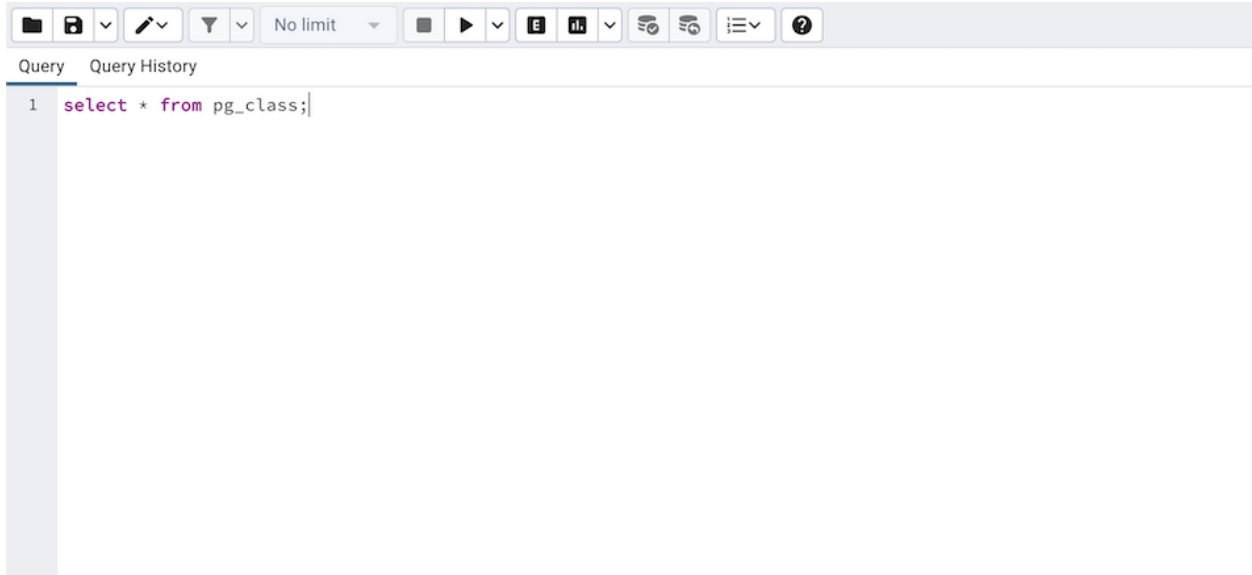 No limit
E
Query Query History
1 select * from pg_class;